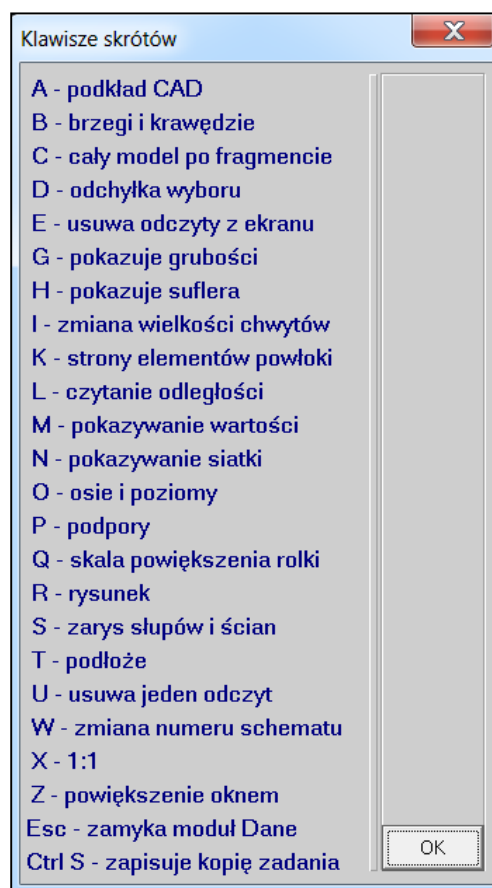 Klawisze skrótów
A - podkład CAD
B - brzegi i krawędzie
C - cały model po fragmencie
D - odchyłka wyboru
E - usuwa odczyty z ekranu
G - pokazuje grubości
H - pokazuje suflera
I - zmiana wielkości chwytów
K - strony elementów powłoki
L - czytanie odległości
M - pokazywanie wartości
N - pokazywanie siatki
O - osie i poziomy
P - podpory
Q - skala powiększenia rolki
R - rysunek
S - zarys słupów i ścian
T - podłoże
U - usuwa jeden odczyt
W - zmiana numeru schematu
X - 1:1
Z - powiększenie oknem
Esc - zamyka moduł Dane
Ctrl S - zapisuje kopię zadania
OK